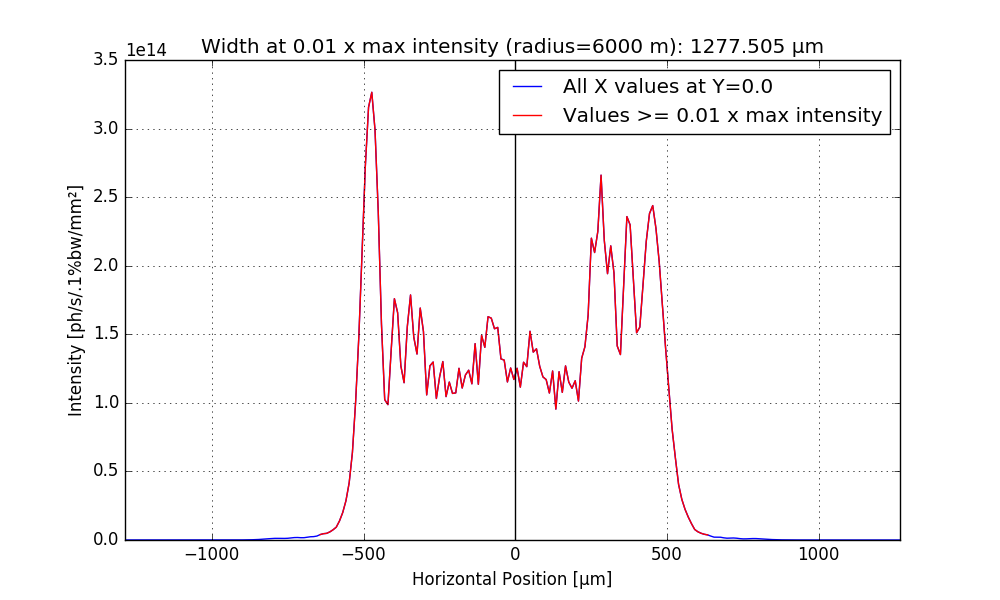 Width at 0.01 x max intensity (radius=6000 m): 1277.505 μm
1e14
3.5
3.0
2.5
2.0
1.5
1.0
0.5
0.0
Intensity [ph/s/.1%bw/mm²]
All X values at Y=0.0
Values >= 0.01 x max intensity
−1000
−500
0
500
1000
Horizontal Position [μm]